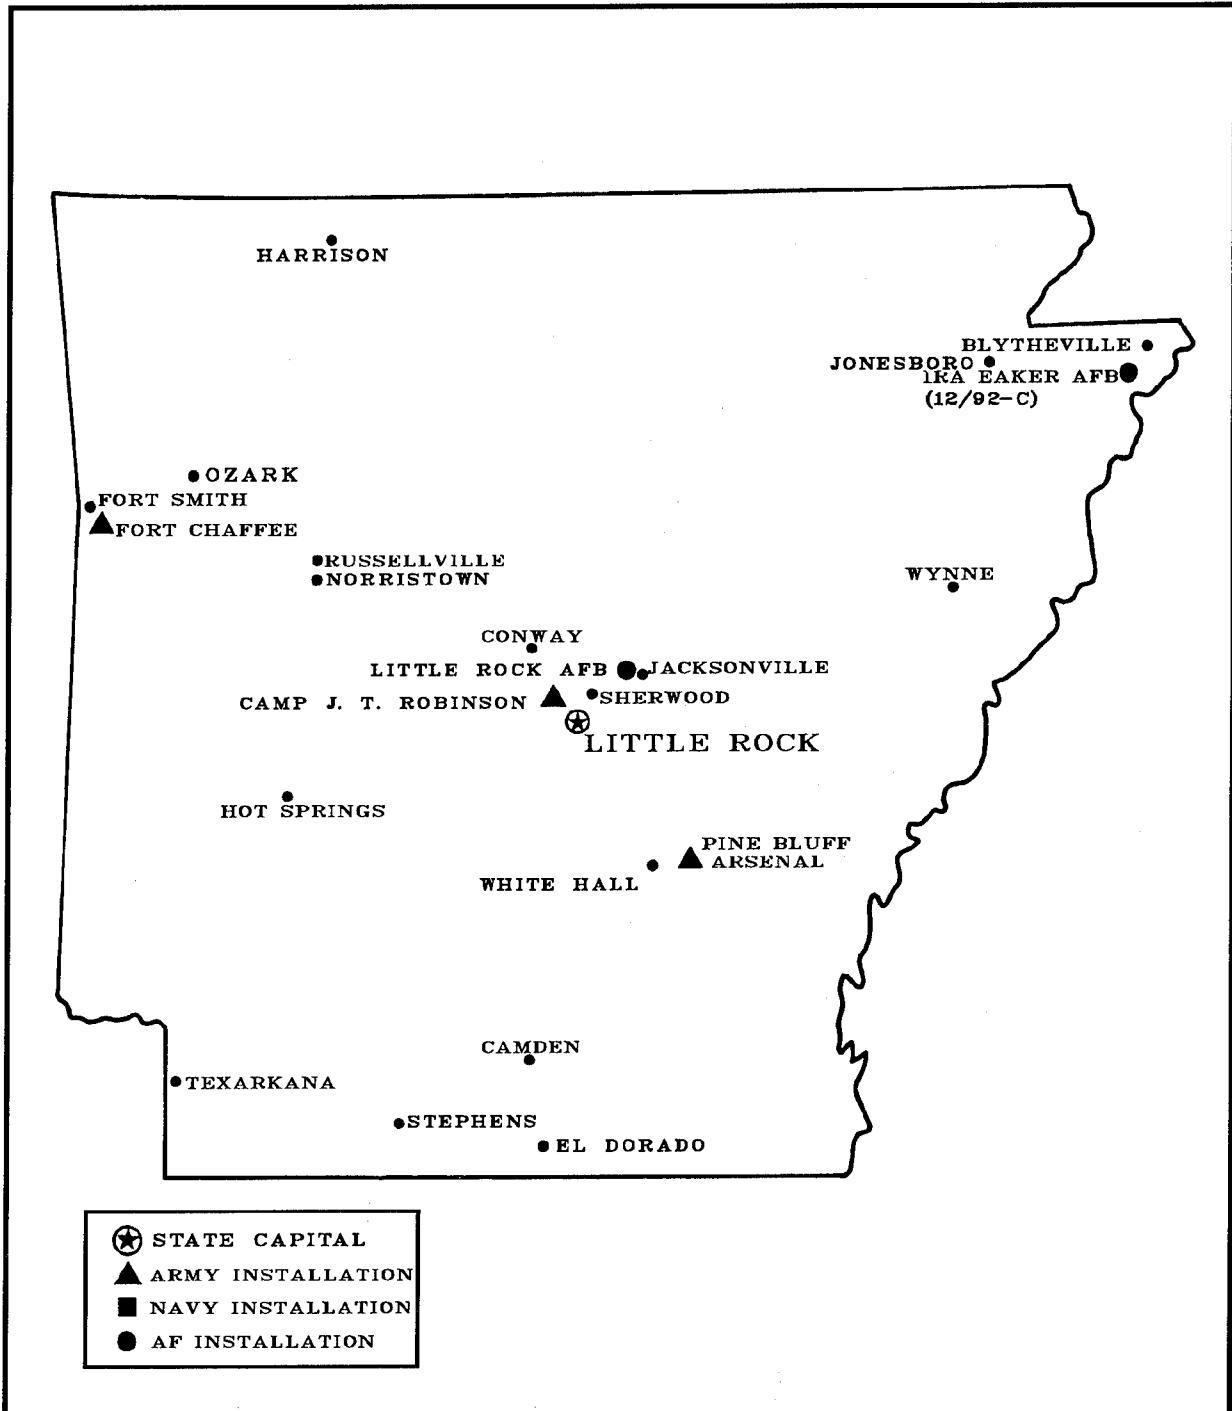 HARRISON
BLYTHEVILLE
JONESBORO
IRA EAKER AFB
(12/92-C)
OZARK
FORT SMITH
FORT CHAFFEE
RUSSELLVILLE
NORRISTOWN
WYNNE
CONWAY
LITTLE ROCK AFB
JACKSONVILLE
CAMP J. T. ROBINSON
SHERWOOD
LITTLE ROCK
HOT SPRINGS
PINE BLUFF
ARSENAL
WHITE HALL
CAMDEN
TEXARKANA
STEPHENS
EL DORADO
STATE CAPITAL
ARMY INSTALLATION
NAVY INSTALLATION
AF INSTALLATION